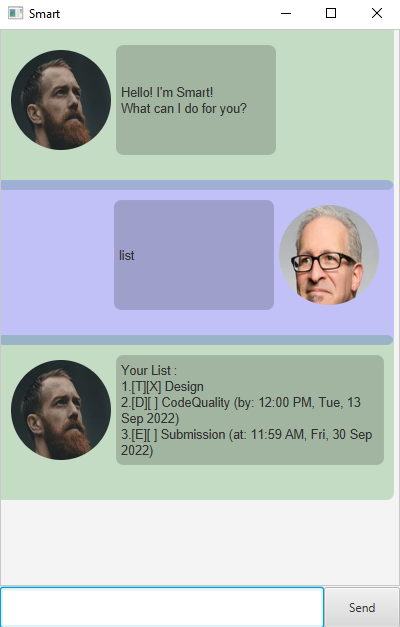 Smart
Hello! I'm Smart!
What can I do for you?
list
Your List :
1.[T][X] Design
2.[D][ ] CodeQuality (by: 12:00 PM, Tue, 13
Sep 2022)
3.[E][ ] Submission (at: 11:59 AM, Fri, 30 Sep
2022)
Send